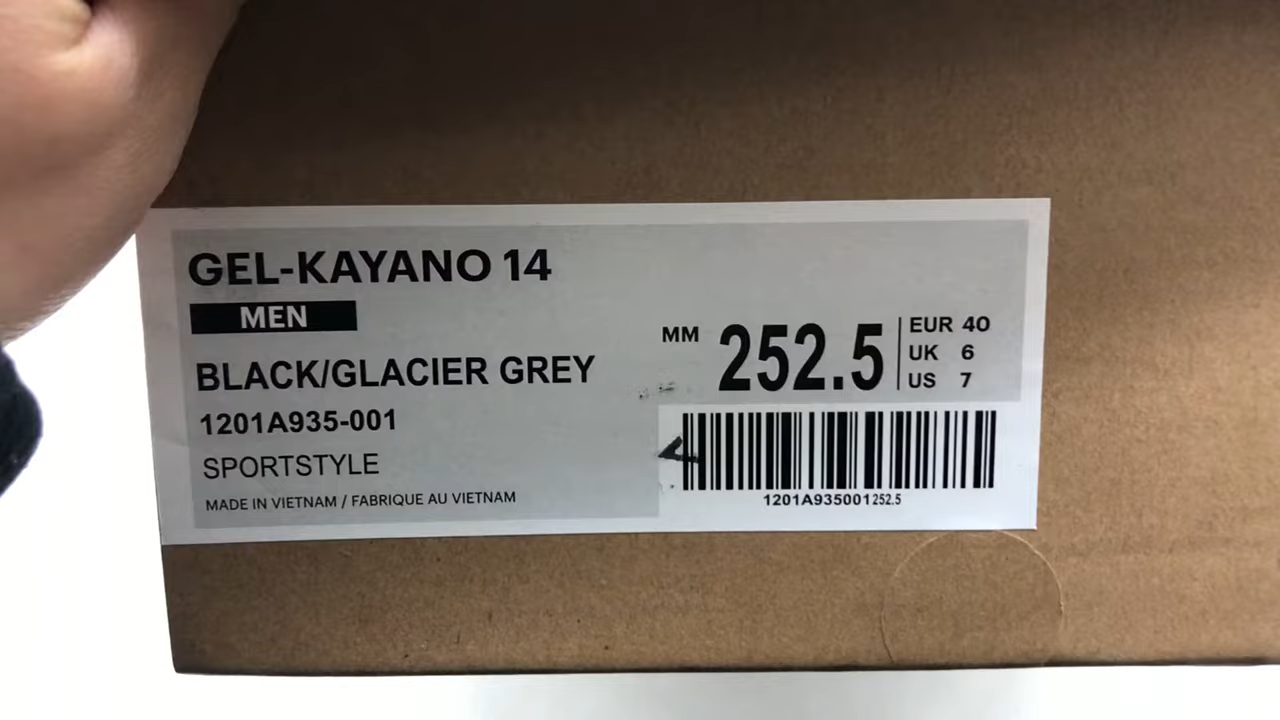 GEL-KAYANO 14
MEN
BLACK/GLACIER GREY
1201A935-001
SPORTSTYLE
MADE IN VIETNAM / FABRIQUE AU VIETNAM
MM 252.5
EUR 40
UK 6
US 7
1201A935001252.5